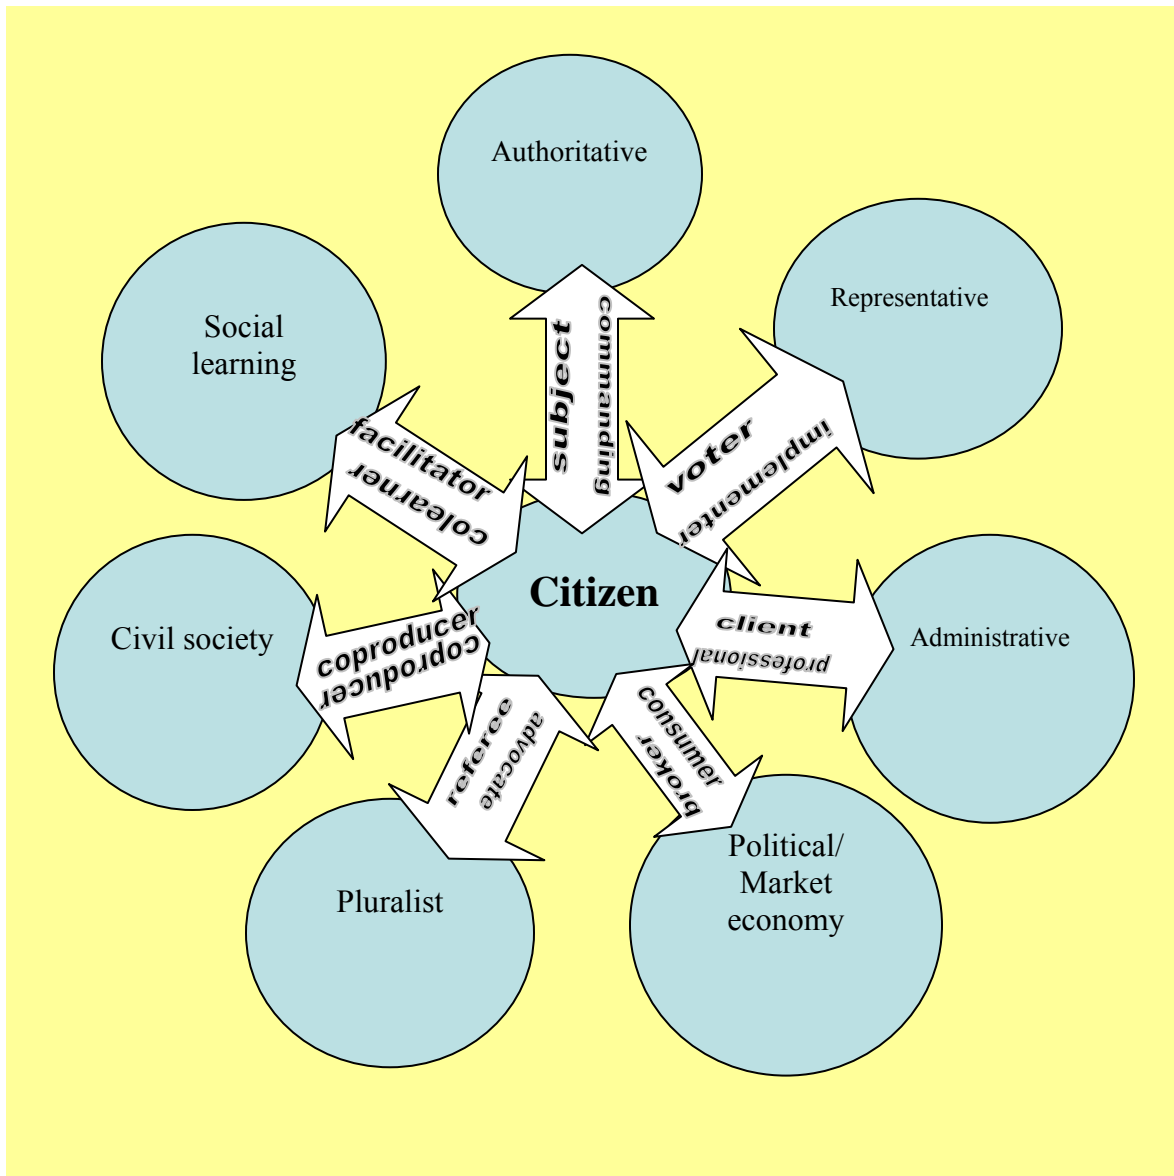 Authoritative
Representative
Social
learning
subject
commanding
voter
implementer
facilitator
colearner
Citizen
client
professional
Administrative
Civil society
coproducer
coproducer
referee
advocate
consumer
broker
Political/
Market
economy
Pluralist